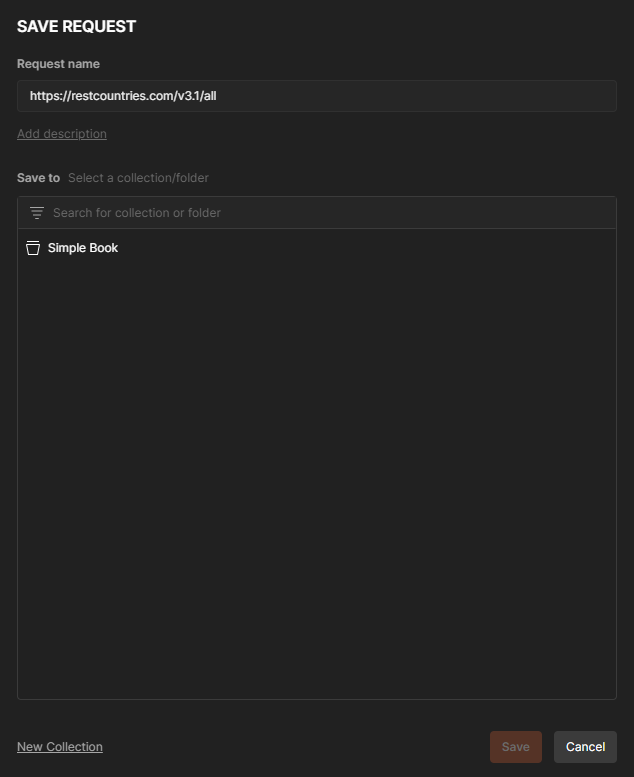 SAVE REQUEST
Request name
https://restcountries.com/v3.1/all
Add description
Save to Select a collection/folder
Search for collection or folder
Simple Book
New Collection Save Cancel